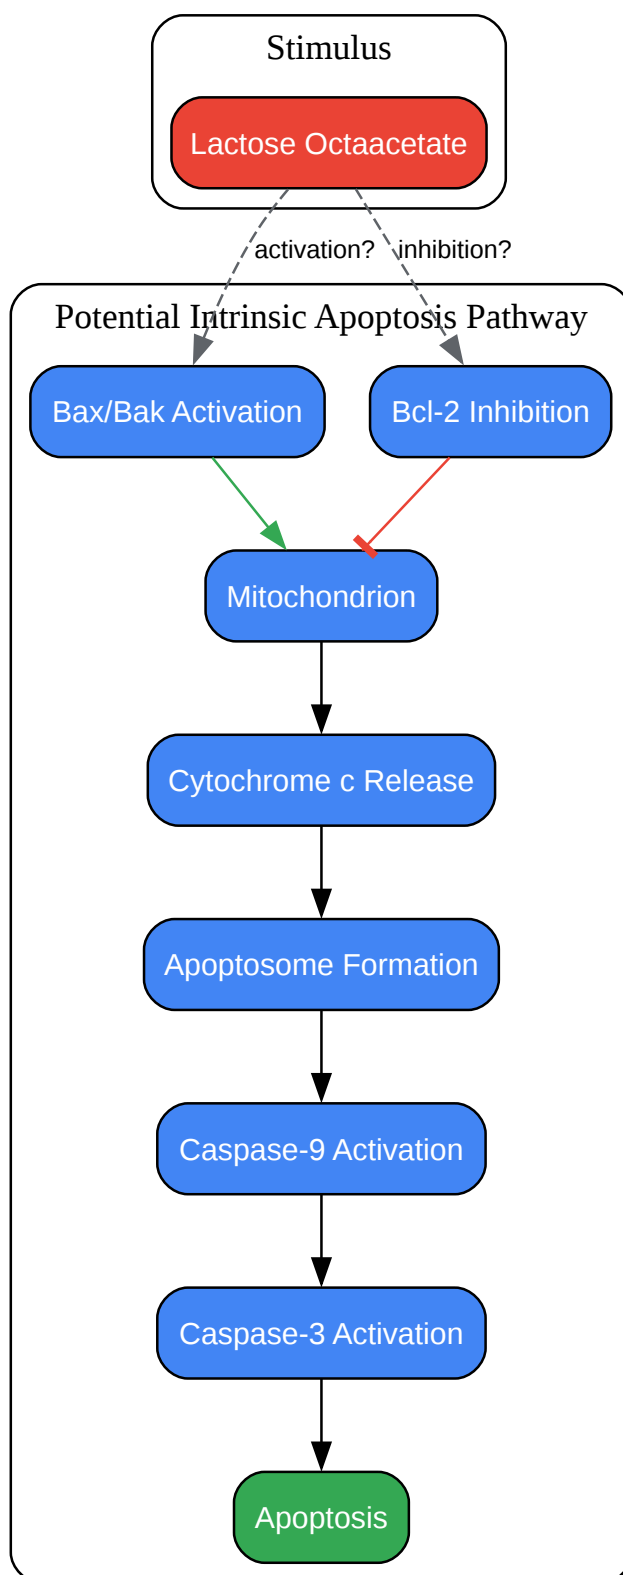 Stimulus
Lactose Octaacetate
activation?
inhibition?
Potential Intrinsic Apoptosis Pathway
Bax/Bak Activation
Bcl-2 Inhibition
Mitochondrion
Cytochrome c Release
Apoptosome Formation
Caspase-9 Activation
Caspase-3 Activation
Apoptosis